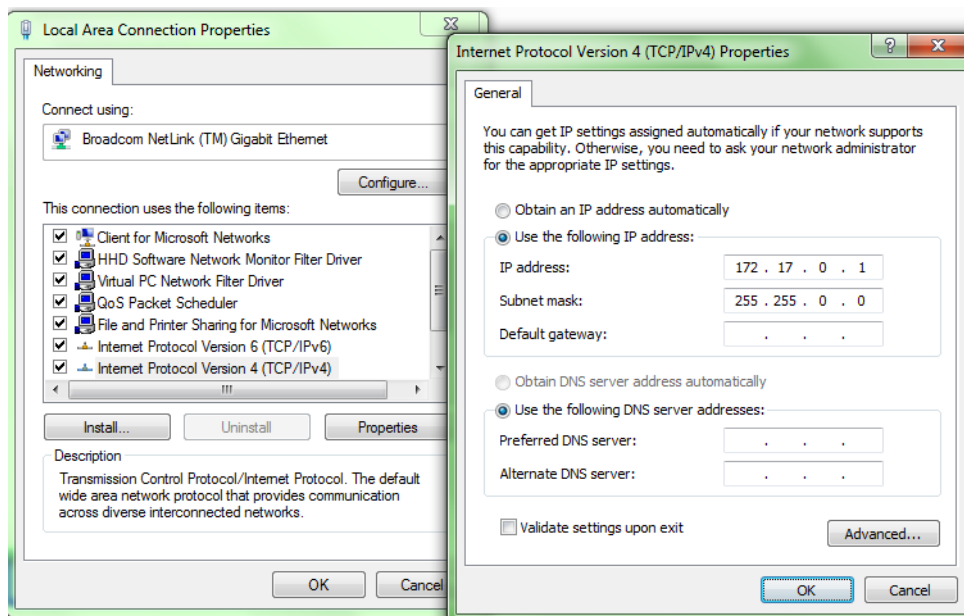 Local Area Connection Properties
Networking
Connect using:
Broadcom NetLink (TM) Gigabit Ethernet
Configure...
This connection uses the following items:
Client for Microsoft Networks
HHD Software Network Monitor Filter Driver
Virtual PC Network Filter Driver
QoS Packet Scheduler
File and Printer Sharing for Microsoft Networks
Internet Protocol Version 6 (TCP/IPv6)
Internet Protocol Version 4 (TCP/IPv4)
Install...
Uninstall
Properties
Description
Transmission Control Protocol/Internet Protocol. The default
wide area network protocol that provides communication
across diverse interconnected networks.
OK
Cancel
Internet Protocol Version 4 (TCP/IPv4) Properties
General
You can get IP settings assigned automatically if your network supports
this capability. Otherwise, you need to ask your network administrator
for the appropriate IP settings.
Obtain an IP address automatically
Use the following IP address:
IP address: 172 . 17 . 0 . 1
Subnet mask: 255 . 255 . 0 . 0
Default gateway: . . .
Obtain DNS server address automatically
Use the following DNS server addresses:
Preferred DNS server: . . .
Alternate DNS server: . . .
Validate settings upon exit
Advanced...
OK
Cancel